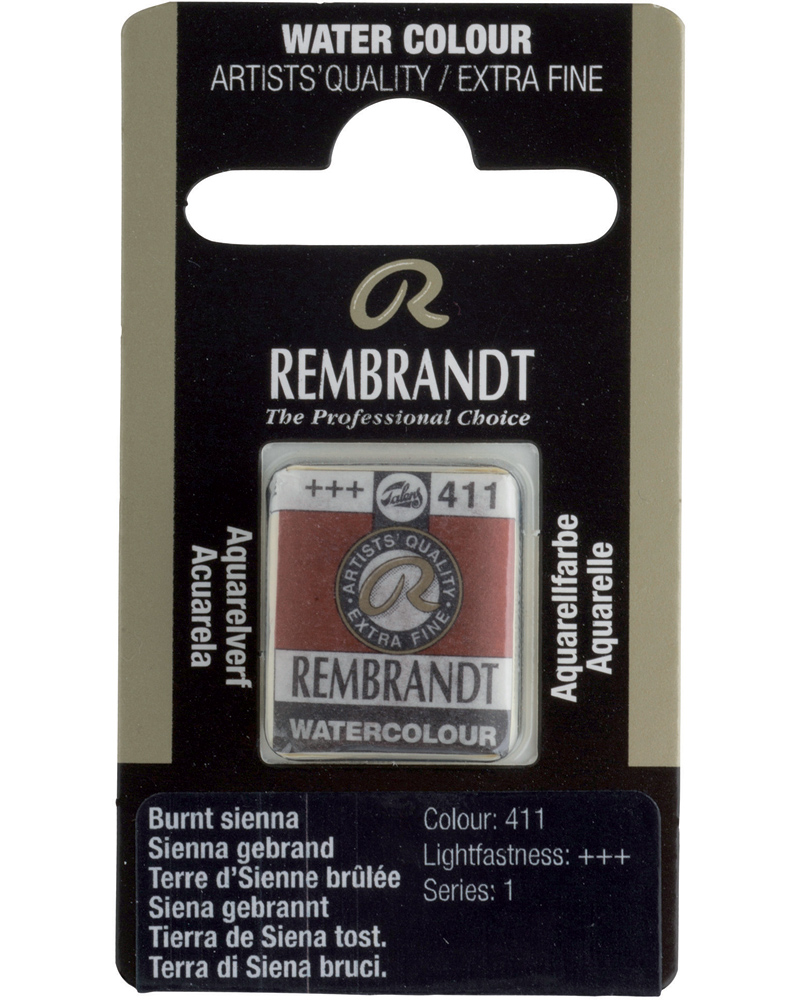 WATER COLOUR
ARTISTS' QUALITY / EXTRA FINE
R
REMBRANDT
The Professional Choice
+++ Talens 411
ARTISTS' QUALITY
R
EXTRA FINE
REMBRANDT
WATERCOLOUR
Aquarelverf
Acuarela
Aquarellfarbe
Aquarelle
Burnt sienna
Sienna gebrand
Terre d'Sienne brûlée
Siena gebrannt
Tierra de Siena tost.
Terra di Siena bruci.
Colour: 411
Lightfastness: +++
Series: 1